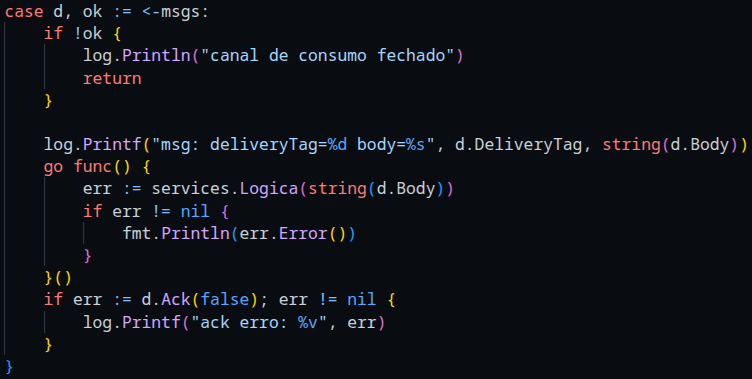 case d, ok := <-msgs:
    if !ok {
        log.Println("canal de consumo fechado")
        return
    }

    log.Printf("msg: deliveryTag=%d body=%s", d.DeliveryTag, string(d.Body))
    go func() {
        err := services.Logica(string(d.Body))
        if err != nil {
            fmt.Println(err.Error())
        }
    }()
    if err := d.Ack(false); err != nil {
        log.Printf("ack erro: %v", err)
    }
}